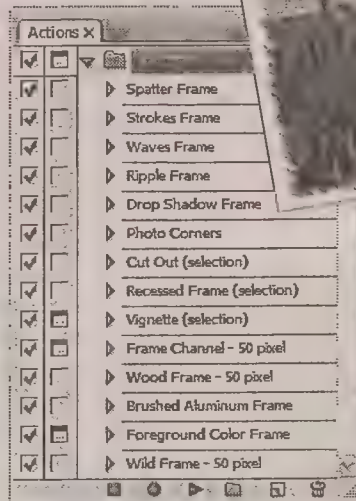 Actions x
Spatter Frame
Strokes Frame
Waves Frame
Ripple Frame
Drop Shadow Frame
Photo Corners
Cut Out (selection)
Recessed Frame (selection)
Vignette (selection)
Frame Channel - 50 pixel
Wood Frame - 50 pixel
Brushed Aluminum Frame
Foreground Color Frame
Wild Frame - 50 pixel